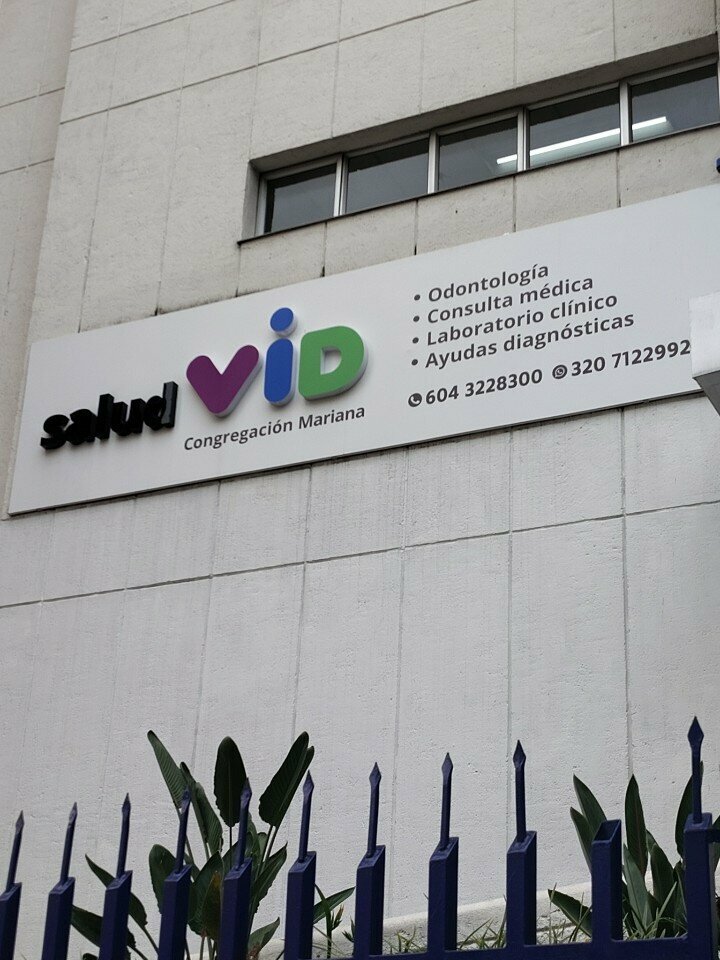 salud
ViD
Congregación Mariana
• Odontología
• Consulta médica
• Laboratorio clínico
• Ayudas diagnósticas
604 3228300 320 7122992